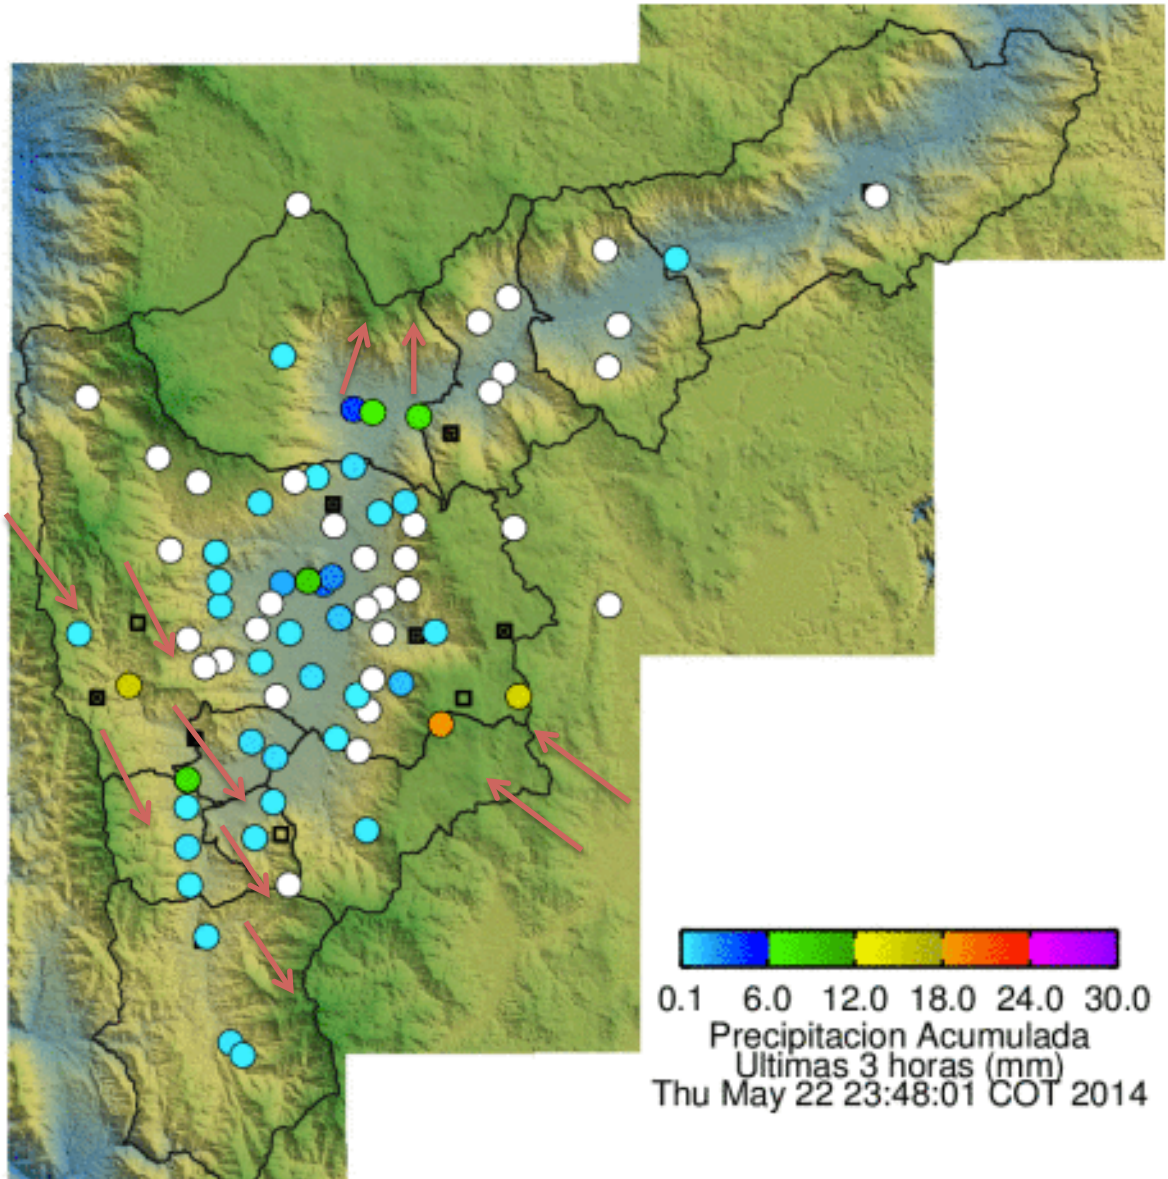 0.1 6.0 12.0 18.0 24.0 30.0
Precipitacion Acumulada
Ultimas 3 horas (mm)
Thu May 22 23:48:01 COT 2014